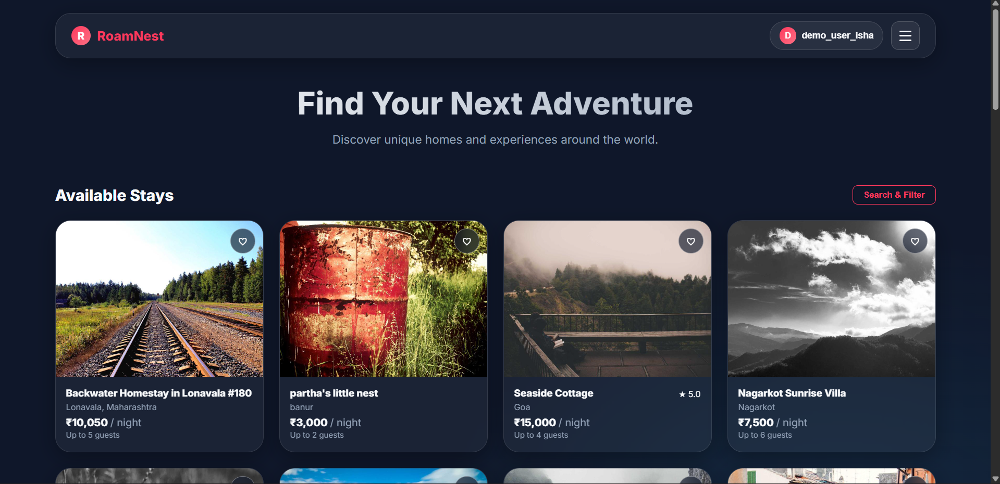 R RoamNest
D demo_user_isha
Find Your Next Adventure
Discover unique homes and experiences around the world.
Available Stays
Search & Filter
Backwater Homestay in Lonavala #180
Lonavala, Maharashtra
₹10,050 / night
Up to 5 guests
partha's little nest
banur
₹3,000 / night
Up to 2 guests
Seaside Cottage
★ 5.0
Goa
₹15,000 / night
Up to 4 guests
Nagarkot Sunrise Villa
Nagarkot
₹7,500 / night
Up to 6 guests